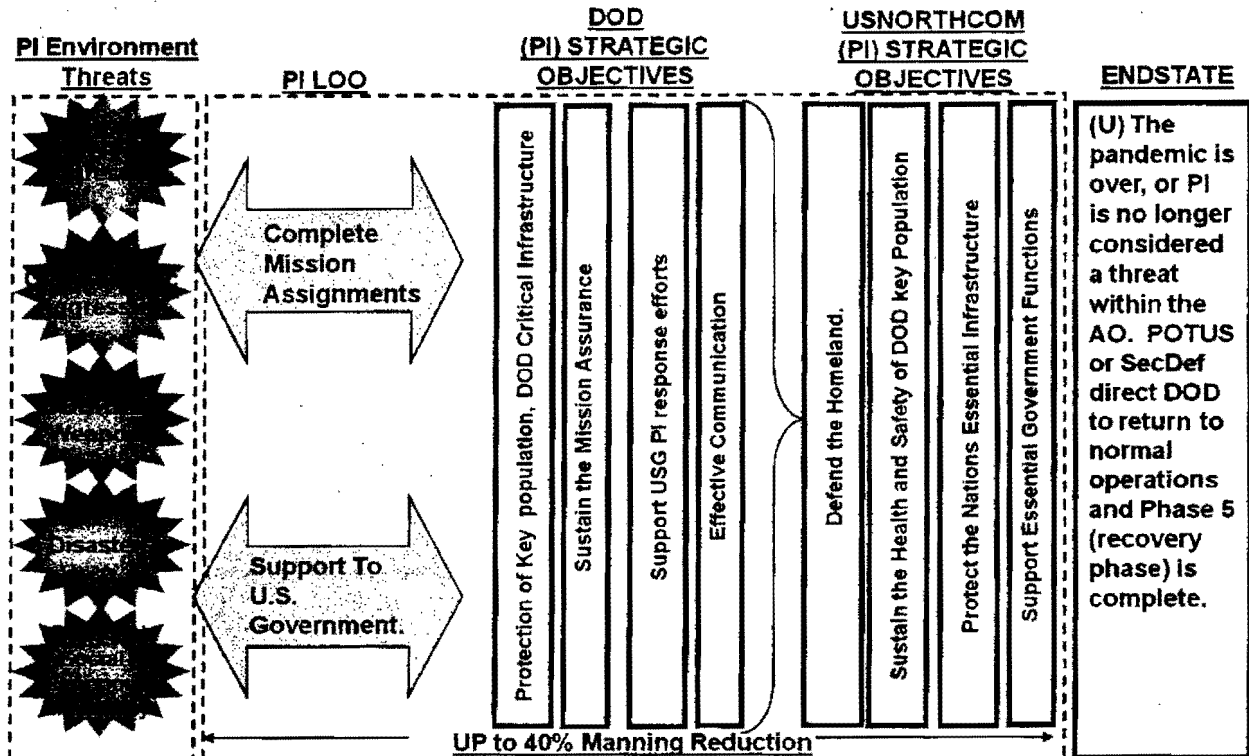 PI Environment
Threats
Disaste
PI LOO
Complete
Mission
Assignments
Support To
U.S.
Government.
DOD
(PI) STRATEGIC
OBJECTIVES
Protection of Key population, DOD Critical Infrastructure
Sustain the Mission Assurance
Support USG PI response efforts
Effective Communication
USNORTHCOM
(PI) STRATEGIC
OBJECTIVES
Defend the Homeland.
Sustain the Health and Safety of DOD key Population
Protect the Nations Essential Infrastructure
Support Essential Government Functions
ENDSTATE
(U) The
pandemic is
over, or PI
is no longer
considered
a threat
within the
AO. POTUS
or SecDef
direct DOD
to return to
normal
operations
and Phase 5
(recovery
phase) is
complete.
UP to 40% Manning Reduction